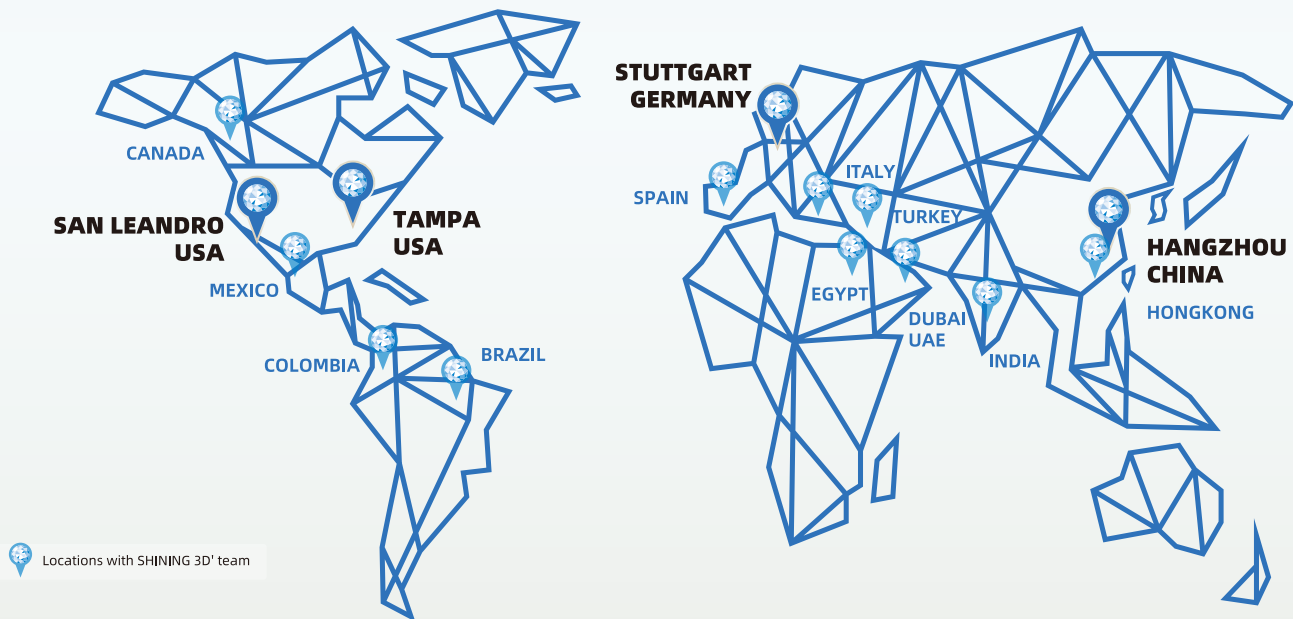 STUTTGART
GERMANY
CANADA
ITALY
SPAIN
SAN LEANDRO
USA
TAMPA
USA
TURKEY
HANGZHOU
CHINA
MEXICO
EGYPT
HONGKONG
DUBAI
UAE
COLOMBIA
BRAZIL
INDIA
Locations with SHINING 3D' team